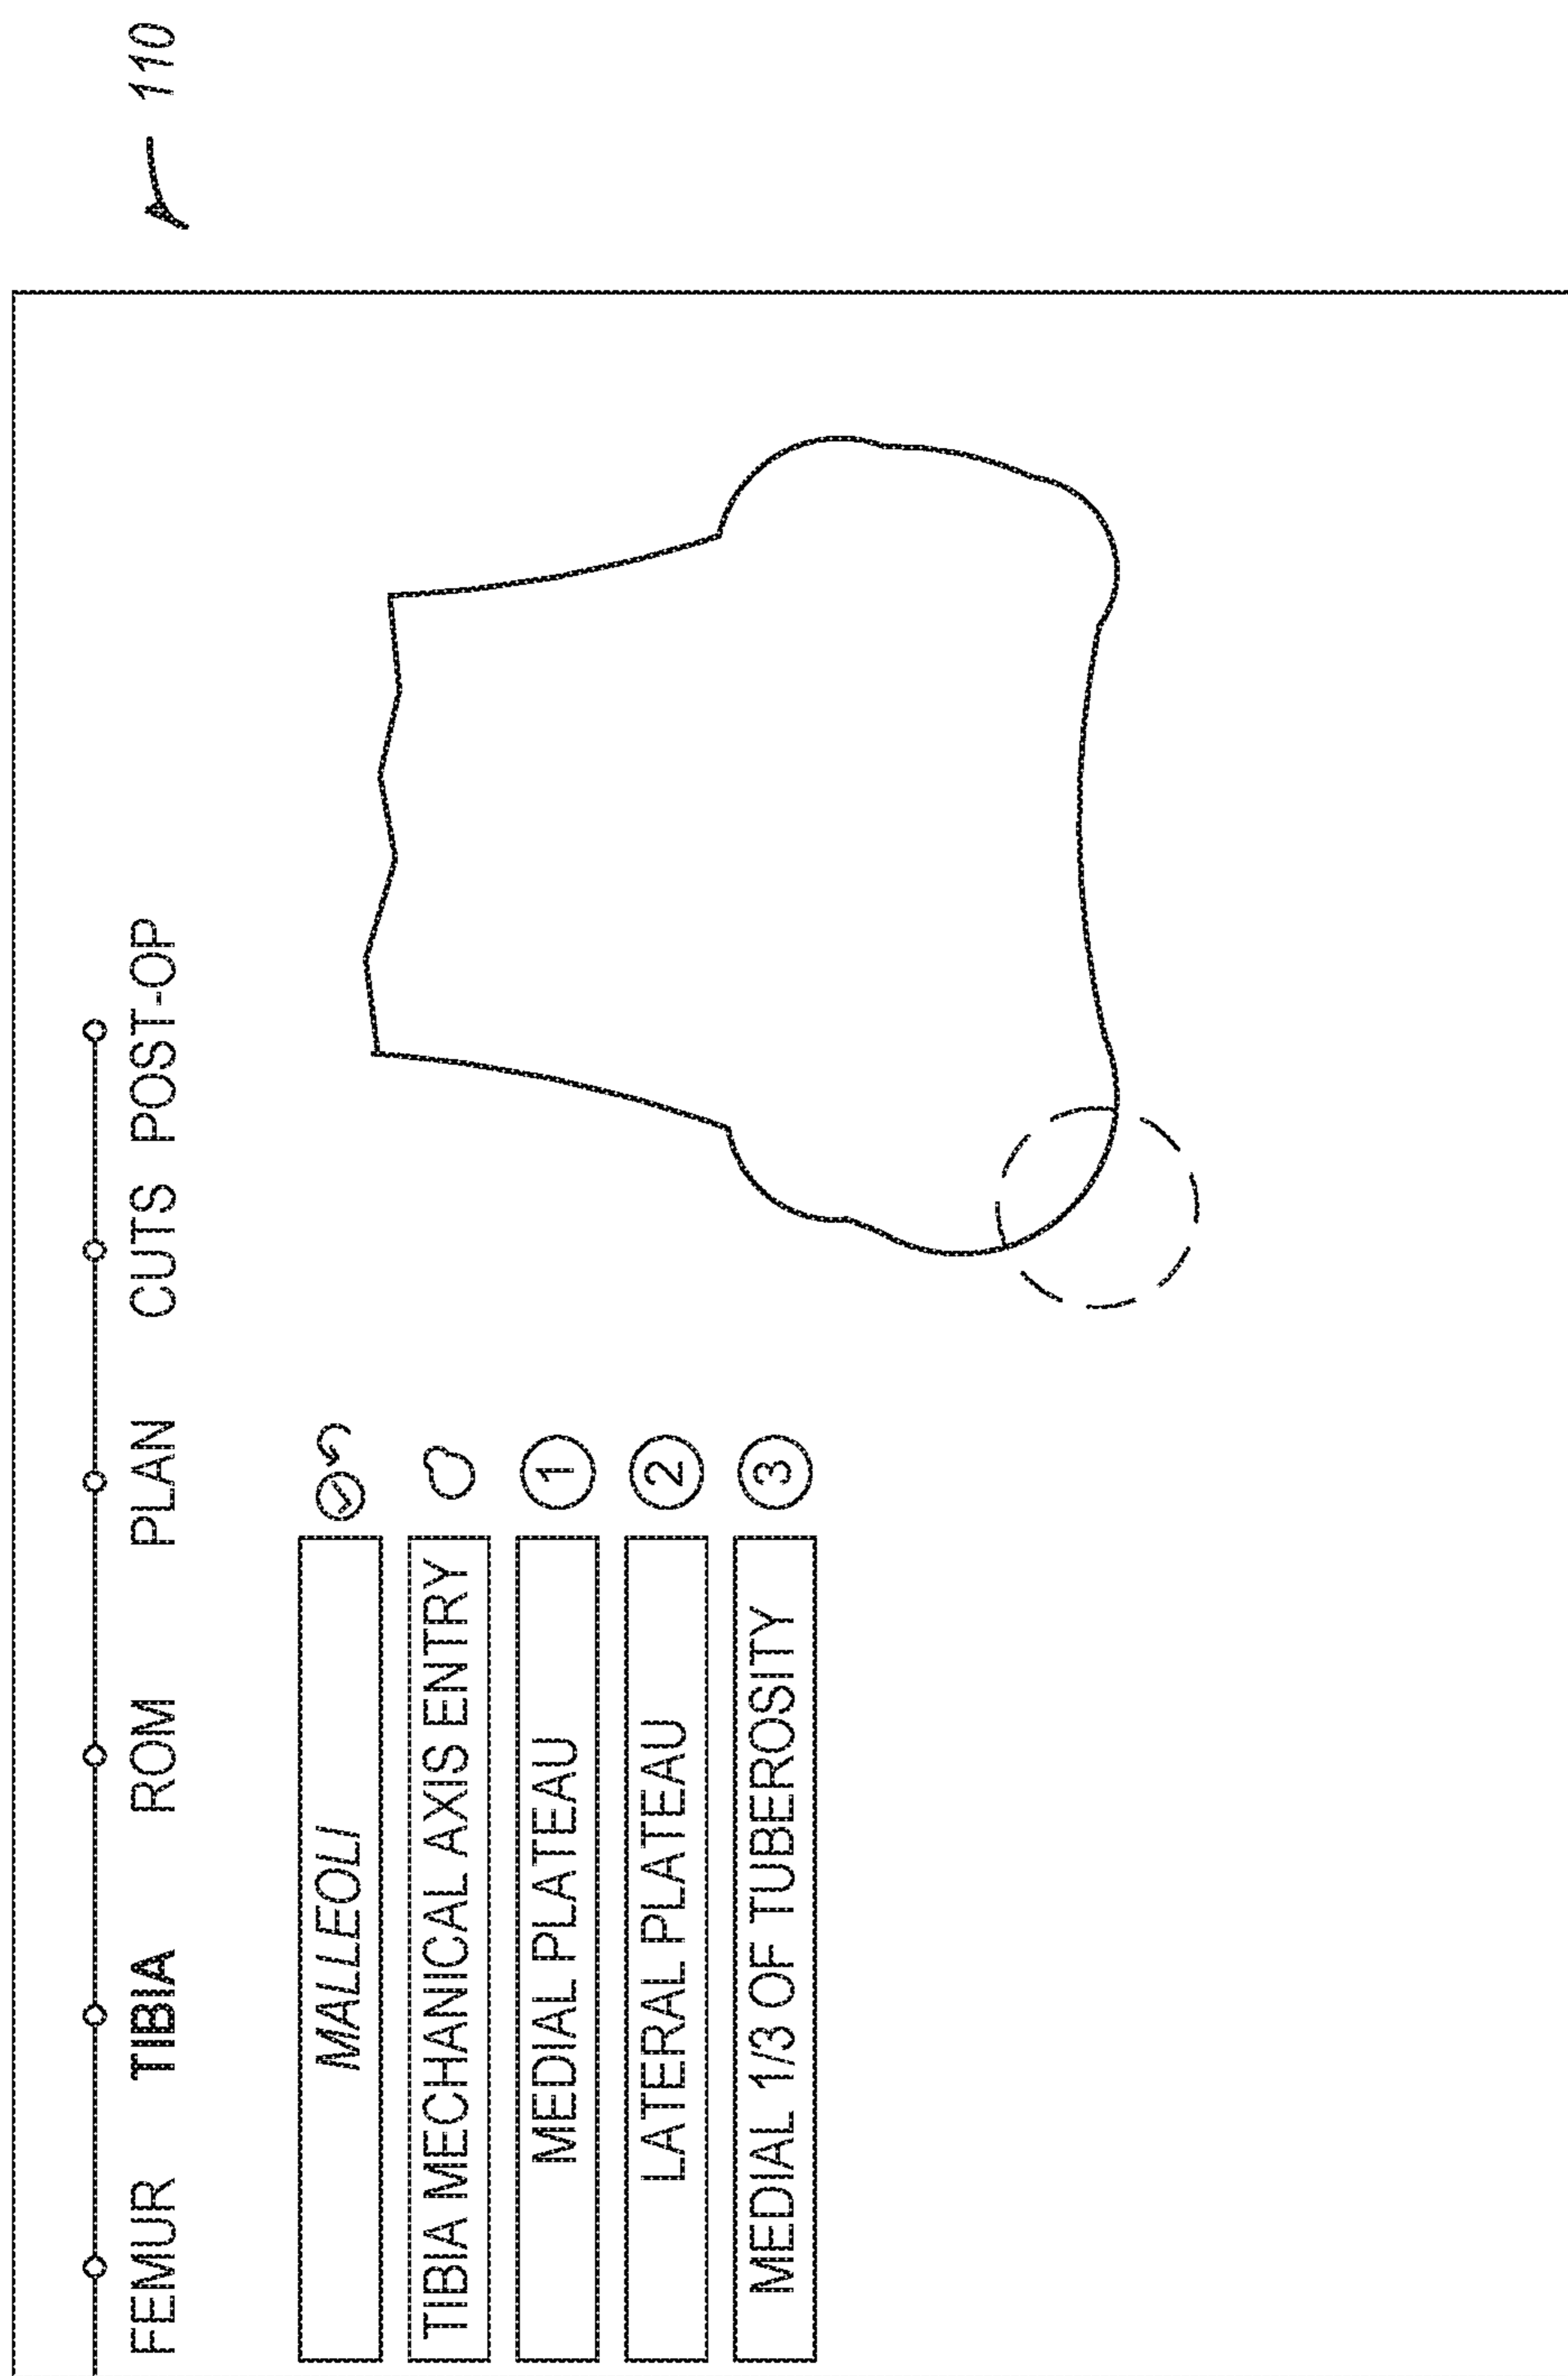 110
FEMUR TIBIA ROM PLAN CUTS POST-OP
MALLEOLI
TIBIA MECHANICAL AXIS ENTRY
MEDIAL PLATEAU 1
LATERAL PLATEAU 2
MEDIAL 1/3 OF TUBEROSITY 3